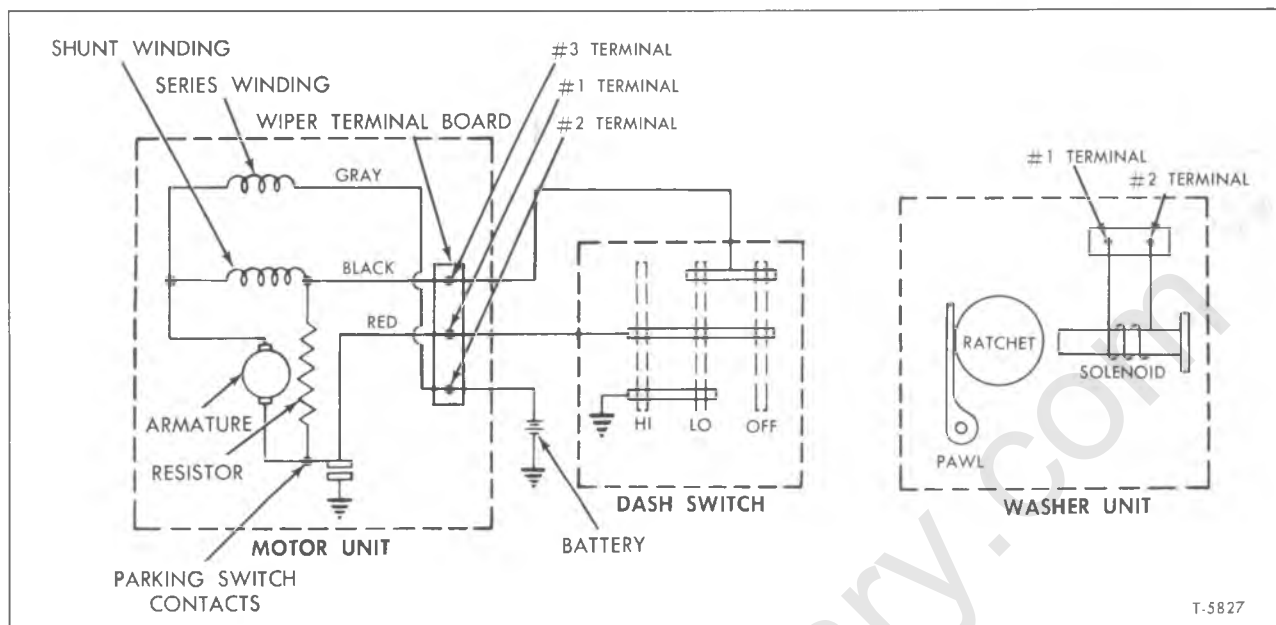 SHUNT WINDING
SERIES WINDING
WIPER TERMINAL BOARD
#3 TERMINAL
#1 TERMINAL
#2 TERMINAL
GRAY
BLACK
RED
ARMATURE
RESISTOR
MOTOR UNIT
PARKING SWITCH
CONTACTS
BATTERY
HI
LO
OFF
DASH SWITCH
#1 TERMINAL
#2 TERMINAL
RATCHET
SOLENOID
PAWL
WASHER UNIT
T-5827
ery.com